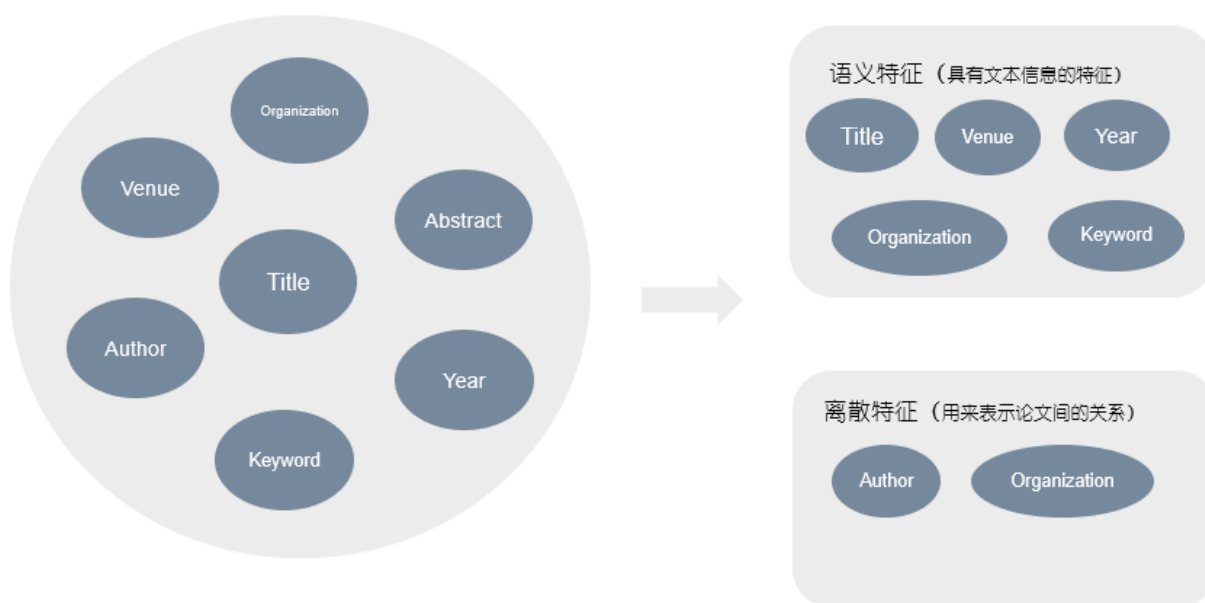 Organization
Venue
Abstract
Title
Author
Year
Keyword
语义特征（具有文本信息的特征）
Title
Venue
Year
Organization
Keyword
离散特征（用来表示论文间的关系）
Author
Organization